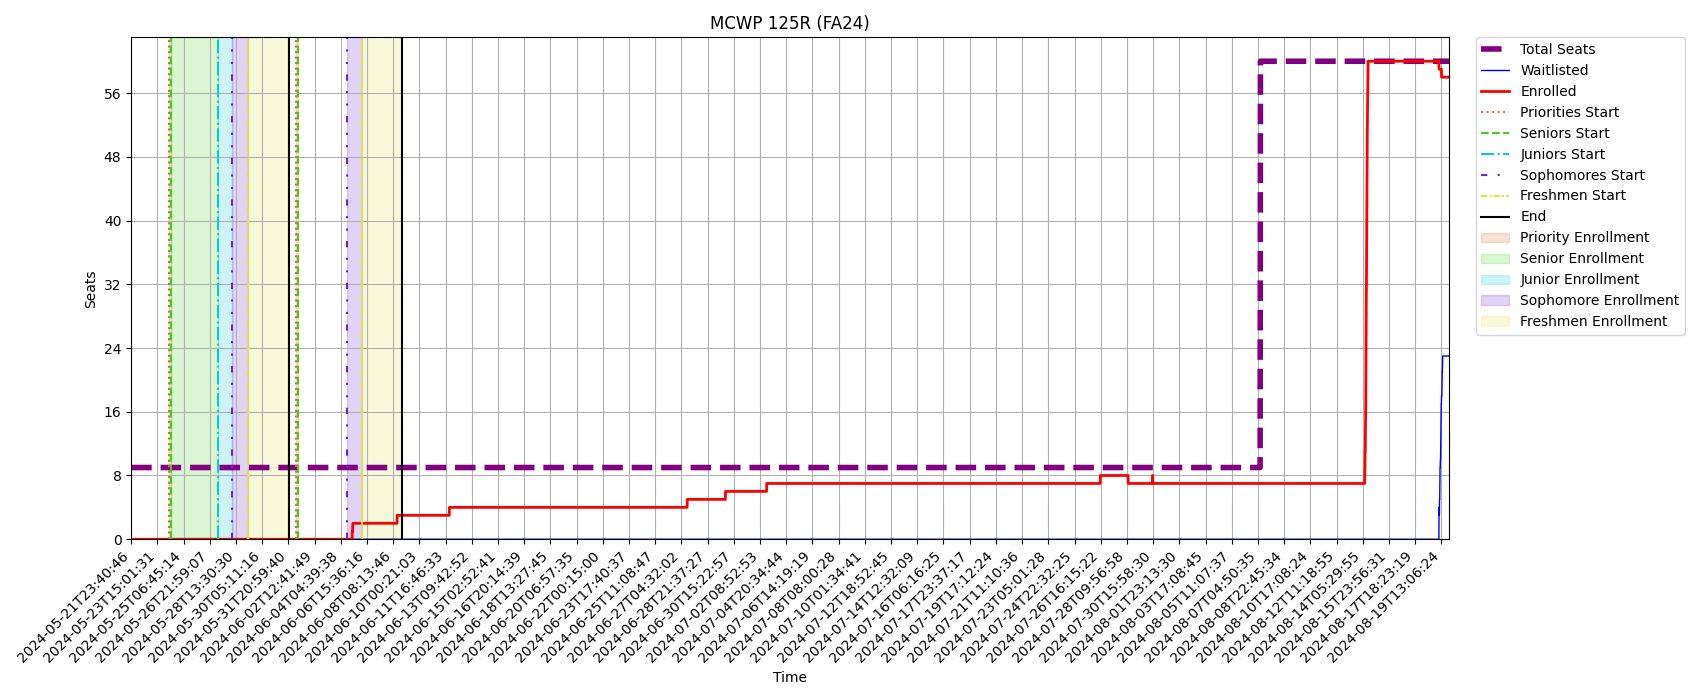 MCWP 125R (FA24)
Seats
56
48
40
32
24
16
8
0
2024-05-21T23:40:46
2024-05-23T15:01:31
2024-05-25T06:45:14
2024-05-26T21:59:07
2024-05-28T13:30:30
2024-05-30T05:11:16
2024-05-31T20:59:40
2024-06-02T12:41:49
2024-06-04T04:39:38
2024-06-06T15:36:16
2024-06-08T08:13:46
2024-06-10T00:21:03
2024-06-11T16:46:33
2024-06-13T09:42:52
2024-06-15T02:52:41
2024-06-16T20:14:39
2024-06-18T13:27:45
2024-06-20T06:57:35
2024-06-22T00:15:00
2024-06-23T17:40:37
2024-06-25T11:08:47
2024-06-27T04:32:02
2024-06-28T21:37:27
2024-06-30T15:22:57
2024-07-02T08:52:53
2024-07-04T20:34:44
2024-07-06T14:19:19
2024-07-08T08:00:28
2024-07-10T01:34:41
2024-07-12T18:52:45
2024-07-14T12:32:09
2024-07-16T06:16:25
2024-07-17T23:37:17
2024-07-19T17:12:24
2024-07-21T11:10:36
2024-07-23T05:01:28
2024-07-24T22:32:25
2024-07-26T16:15:22
2024-07-28T09:56:58
2024-07-30T15:58:30
2024-08-01T23:13:30
2024-08-03T17:08:45
2024-08-05T11:07:37
2024-08-07T04:50:35
2024-08-08T22:45:34
2024-08-10T17:08:24
2024-08-12T11:18:55
2024-08-14T05:29:55
2024-08-15T23:56:31
2024-08-17T18:23:19
2024-08-19T13:06:24
Time
Total Seats
Waitlisted
Enrolled
Priorities Start
Seniors Start
Juniors Start
Sophomores Start
Freshmen Start
End
Priority Enrollment
Senior Enrollment
Junior Enrollment
Sophomore Enrollment
Freshmen Enrollment